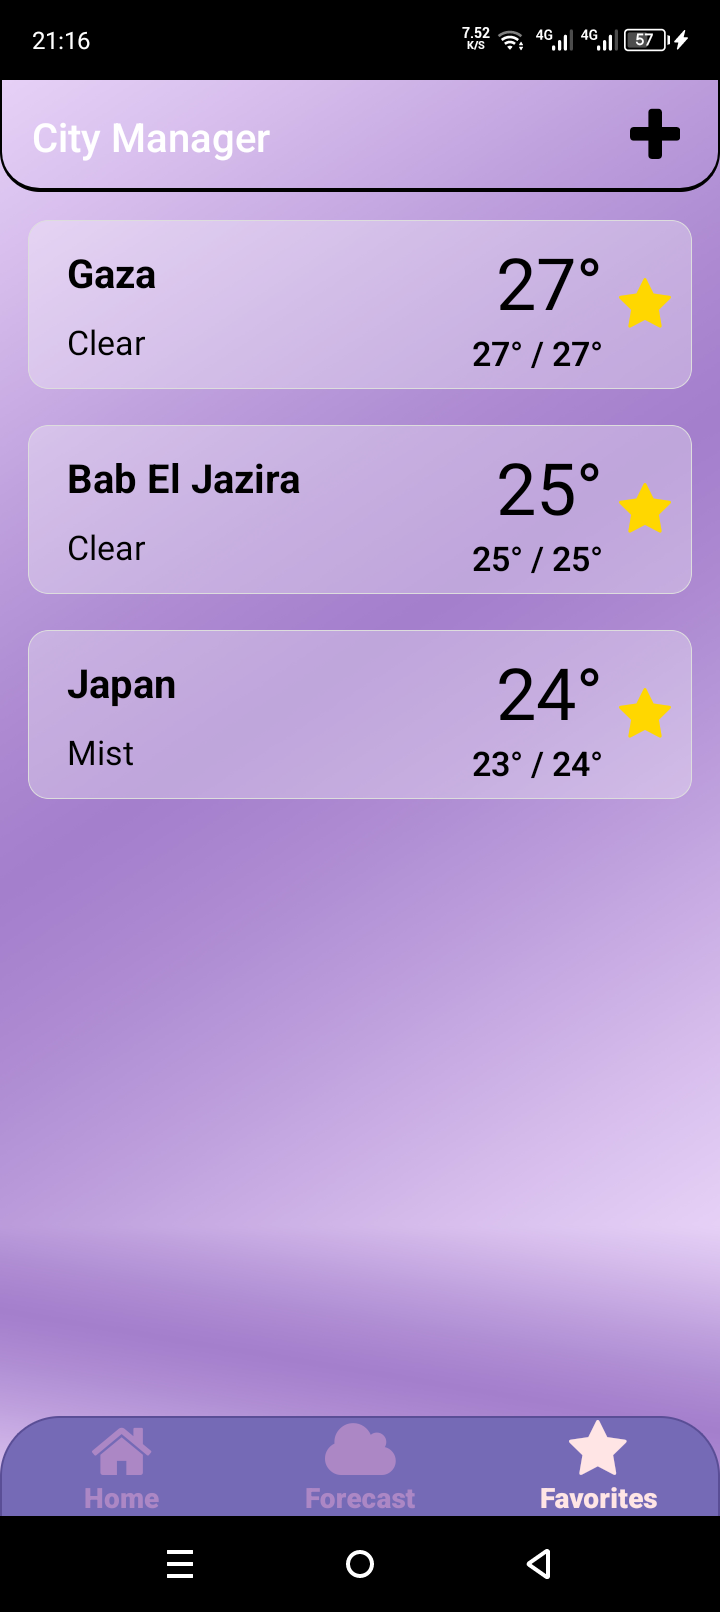 21:16 7.52 K/S 4G 4G 57
City Manager
Gaza 27°
Clear 27° / 27°
Bab El Jazira 25°
Clear 25° / 25°
Japan 24°
Mist 23° / 24°
Home Forecast Favorites